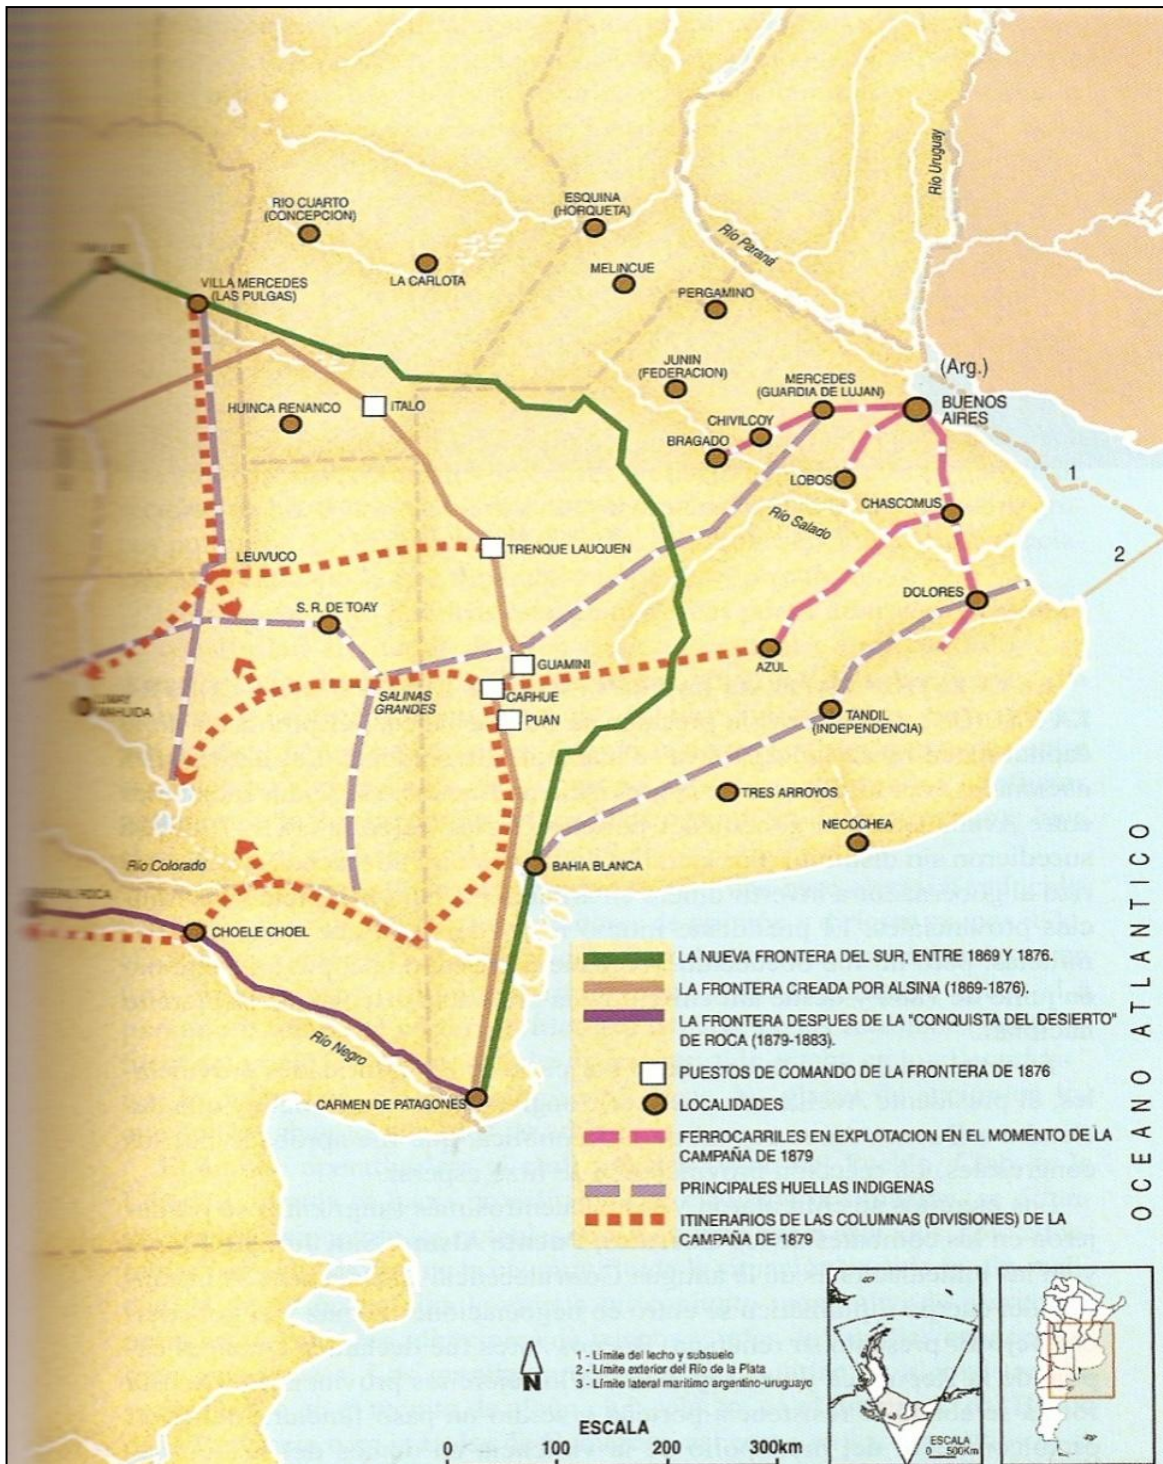 Río Uruguay
ESQUINA
(HORQUETA)
RIO CUARTO
(CONCEPCION)
Río Paraná
VILLA MERCEDES
(LAS PULGAS)
LA CARLOTA
MELINCUE
PERGAMINO
JUNIN
(FEDERACION)
MERCEDES
(GUARDIA DE LUJAN)
(Arg.)
BUENOS
AIRES
HUINCA RENANCO
ITALO
CHIVILCOY
BRAGADO
LOBOS
1
CHASCOMUS
Río Salado
2
LEUVUCO
TRENQUE LAUQUEN
DOLORES
S. R. DE TOAY
GUAMINI
AZUL
SALINAS
GRANDES
CARHUE
PUAN
TANDIL
(INDEPENDENCIA)
TRES ARROYOS
NECOCHEA
Río Colorado
BAHIA BLANCA
CHOELE CHOEL
Río Negro
CARMEN DE PATAGONES
OCEANO ATLANTICO
LA NUEVA FRONTERA DEL SUR, ENTRE 1869 Y 1876.
LA FRONTERA CREADA POR ALSINA (1869-1876).
LA FRONTERA DESPUES DE LA "CONQUISTA DEL DESIERTO"
DE ROCA (1879-1883).
PUESTOS DE COMANDO DE LA FRONTERA DE 1876
LOCALIDADES
FERROCARRILES EN EXPLOTACION EN EL MOMENTO DE LA
CAMPAÑA DE 1879
PRINCIPALES HUELLAS INDIGENAS
ITINERARIOS DE LAS COLUMNAS (DIVISIONES) DE LA
CAMPAÑA DE 1879
N
1 - Límite del lecho y subsuelo
2 - Límite exterior del Río de la Plata
3 - Límite lateral marítimo argentino-uruguayo
ESCALA
0 100 200 300km
ESCALA
0 500Km